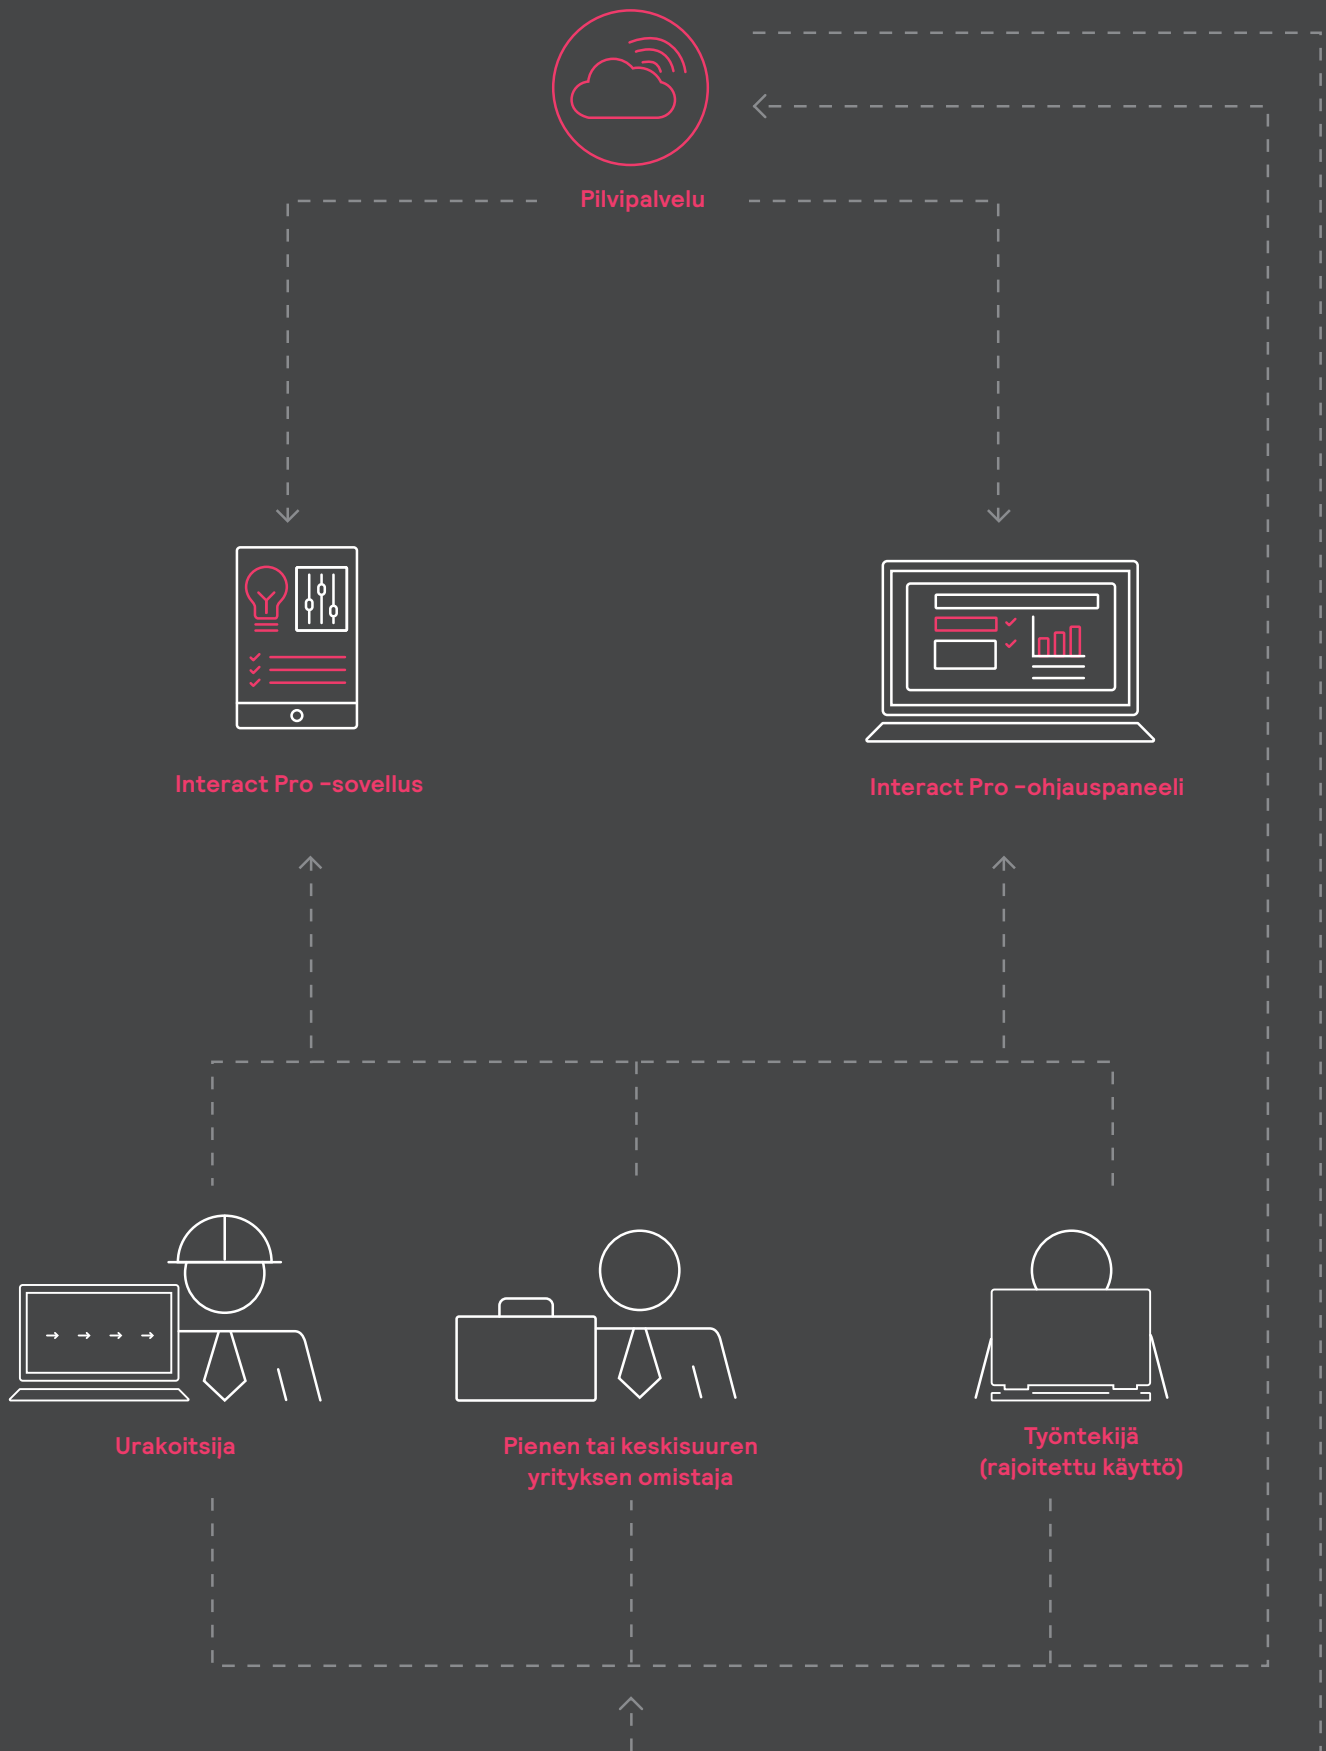 Pilvipalvelu
Interact Pro -sovellus
Interact Pro -ohjauspaneeli
Urakoitsija
Pienen tai keskisuuren
yrityksen omistaja
Työntekijä
(rajoitettu käyttö)